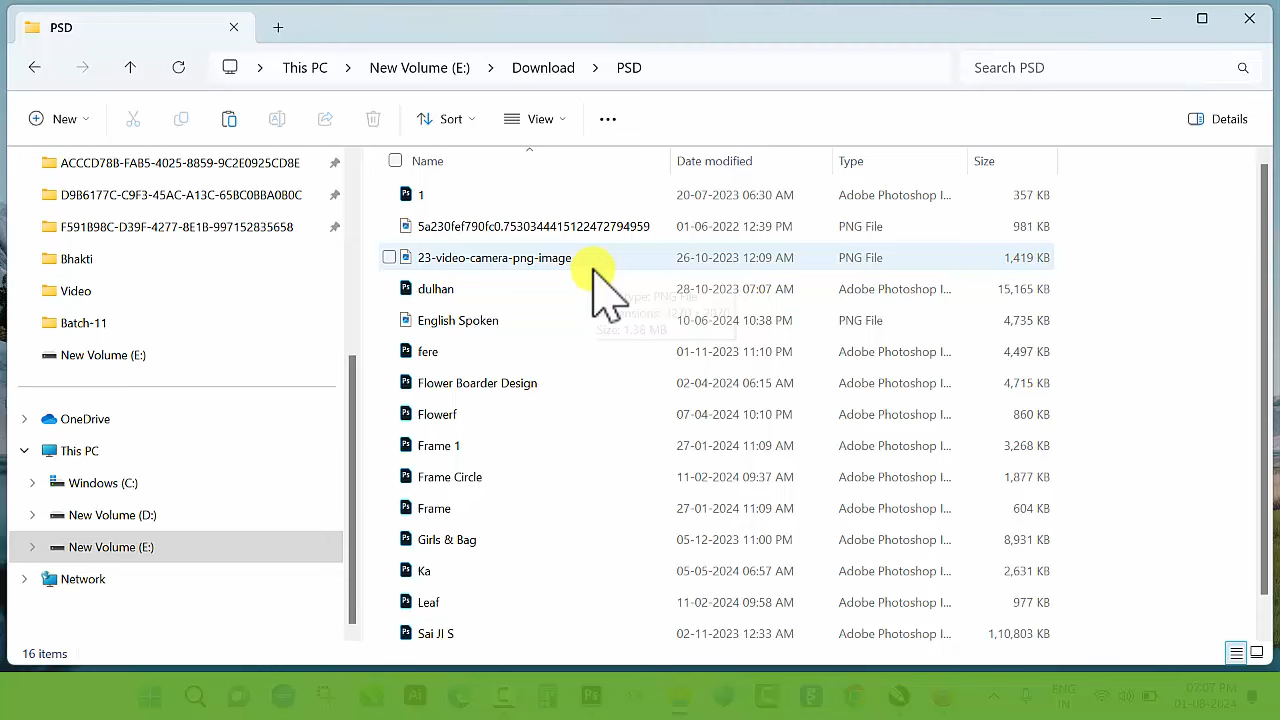 PSD
This PC > New Volume (E:) > Download > PSD
Search PSD
New
Sort
View
Details
ACCCD78B-FAB5-4025-8859-9C2E0925CD8E
D9B6177C-C9F3-45AC-A13C-65BC0BBA0B0C
F591B98C-D39F-4277-8E1B-997152835658
Bhakti
Video
Batch-11
New Volume (E:)
OneDrive
This PC
Windows (C:)
New Volume (D:)
New Volume (E:)
Network
Name Date modified Type Size
1 20-07-2023 06:30 AM Adobe Photoshop I... 357 KB
5a230fef790fc0.7530344415122472794959 01-06-2022 12:39 PM PNG File 981 KB
23-video-camera-png-image 26-10-2023 12:09 AM PNG File 1,419 KB
dulhan 28-10-2023 07:07 AM Adobe Photoshop I... 15,165 KB
English Spoken 10-06-2023 10:38 PM PNG File 4,735 KB
fere 01-11-2023 11:10 PM Adobe Photoshop I... 4,497 KB
Flower Boarder Design 02-04-2024 06:15 AM Adobe Photoshop I... 4,715 KB
Flowerf 07-04-2024 10:10 PM Adobe Photoshop I... 860 KB
Frame 1 27-01-2024 11:09 AM Adobe Photoshop I... 3,268 KB
Frame Circle 11-02-2024 09:37 AM Adobe Photoshop I... 1,877 KB
Frame 27-01-2024 11:09 AM Adobe Photoshop I... 604 KB
Girls & Bag 05-12-2023 11:00 PM Adobe Photoshop I... 8,931 KB
Ka 05-05-2024 06:57 AM Adobe Photoshop I... 2,631 KB
Leaf 11-02-2024 09:58 AM Adobe Photoshop I... 977 KB
Sai JI S 02-11-2023 12:33 AM Adobe Photoshop I... 1,10,803 KB
type: PNG File
Size: 1.38 MB
16 items
ENG
IN
07:07 PM
01-08-2024